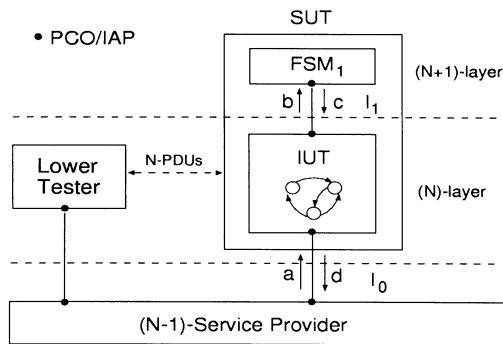 SUT
PCO/IAP
FSM1
(N+1)-layer
b
c
I1
Lower
Tester
N-PDUs
IUT
(N)-layer
a
d
I0
(N-1)-Service Provider